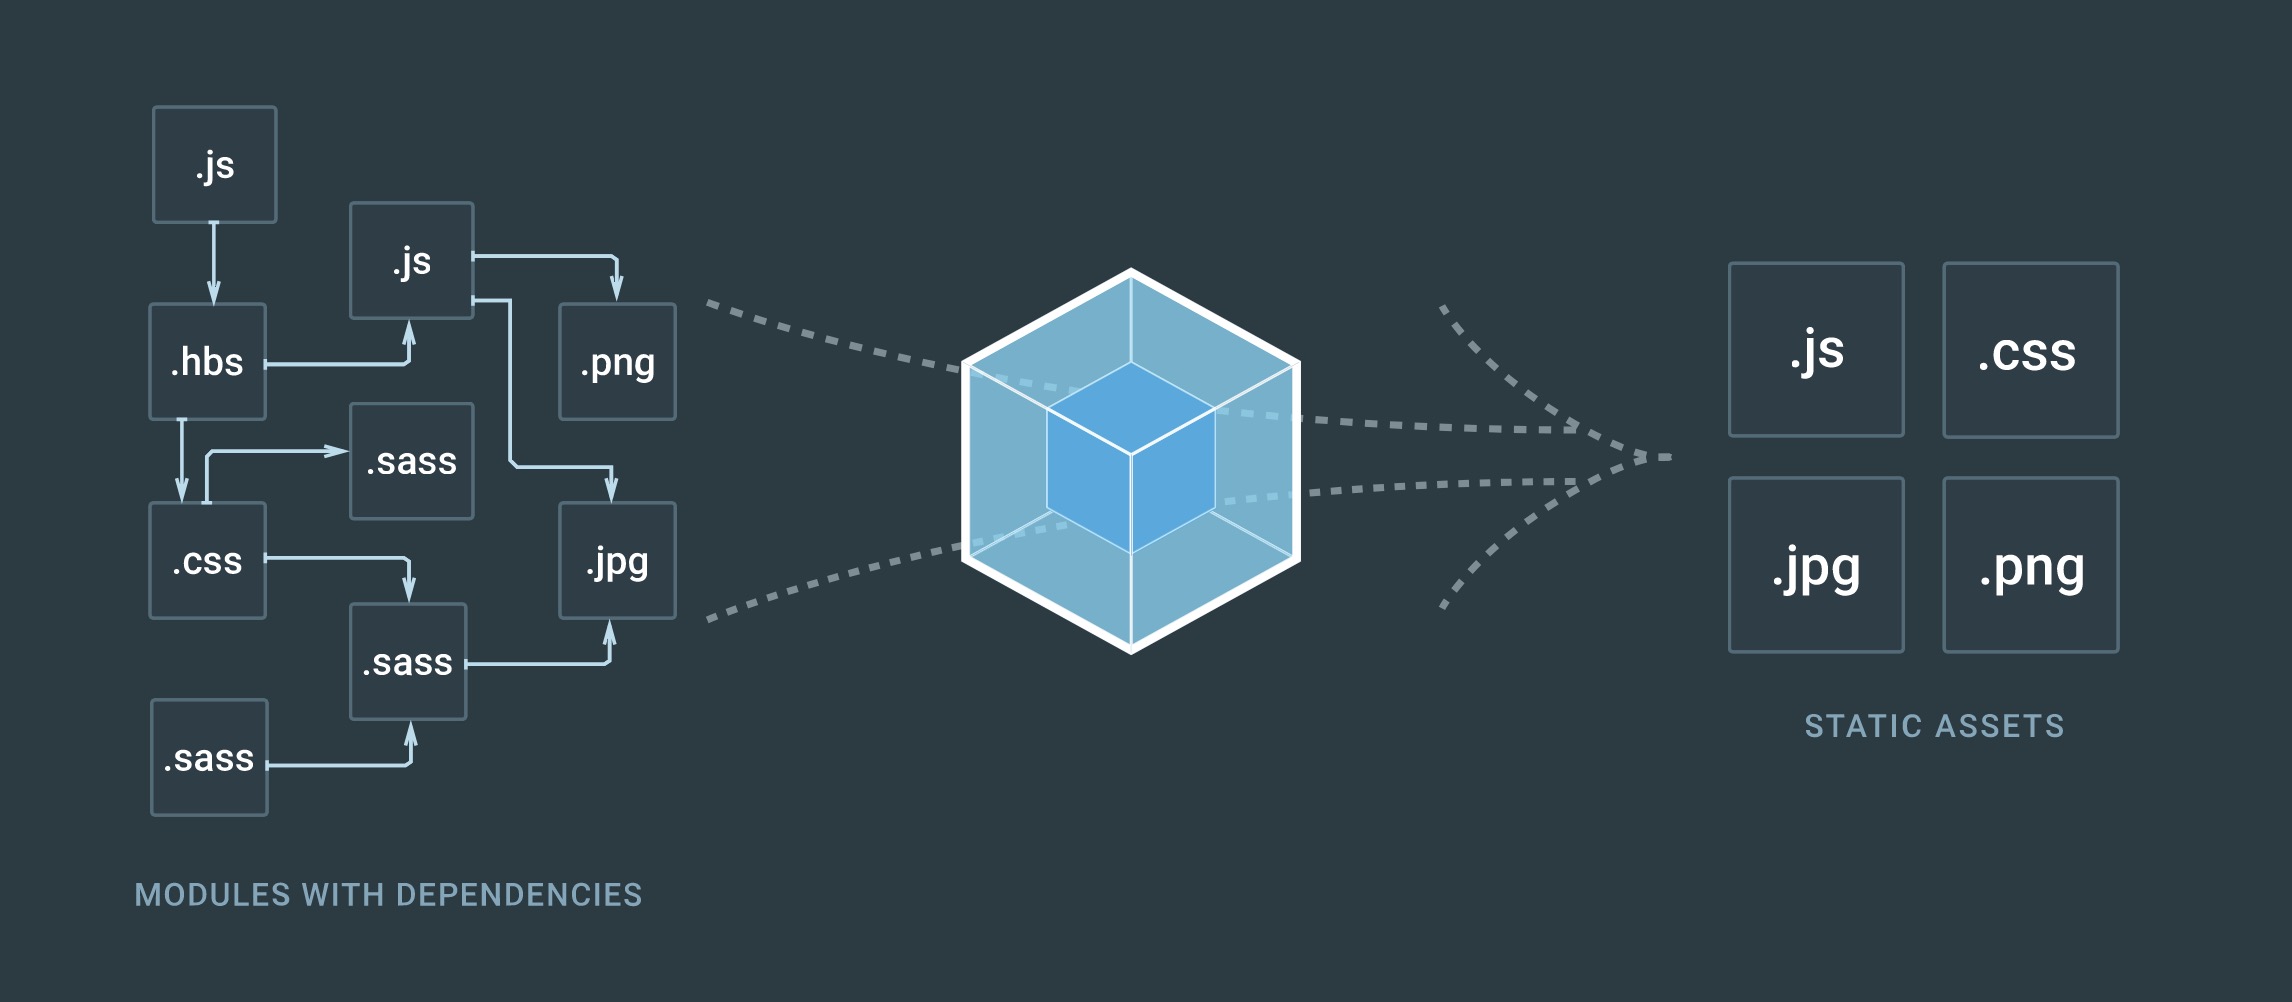 .js
.js
.hbs
.png
.sass
.css
.jpg
.sass
.sass
MODULES WITH DEPENDENCIES
.js
.css
.jpg
.png
STATIC ASSETS